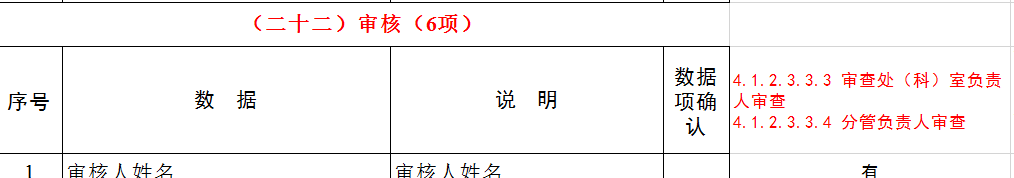 （二十二）审核（6项）
序号 数　据 说　明 数据项确认 4.1.2.3.3.3 审查处（科）室负责人审查
4.1.2.3.3.4 分管负责人审查
1 审核人姓名 审核人姓名 有